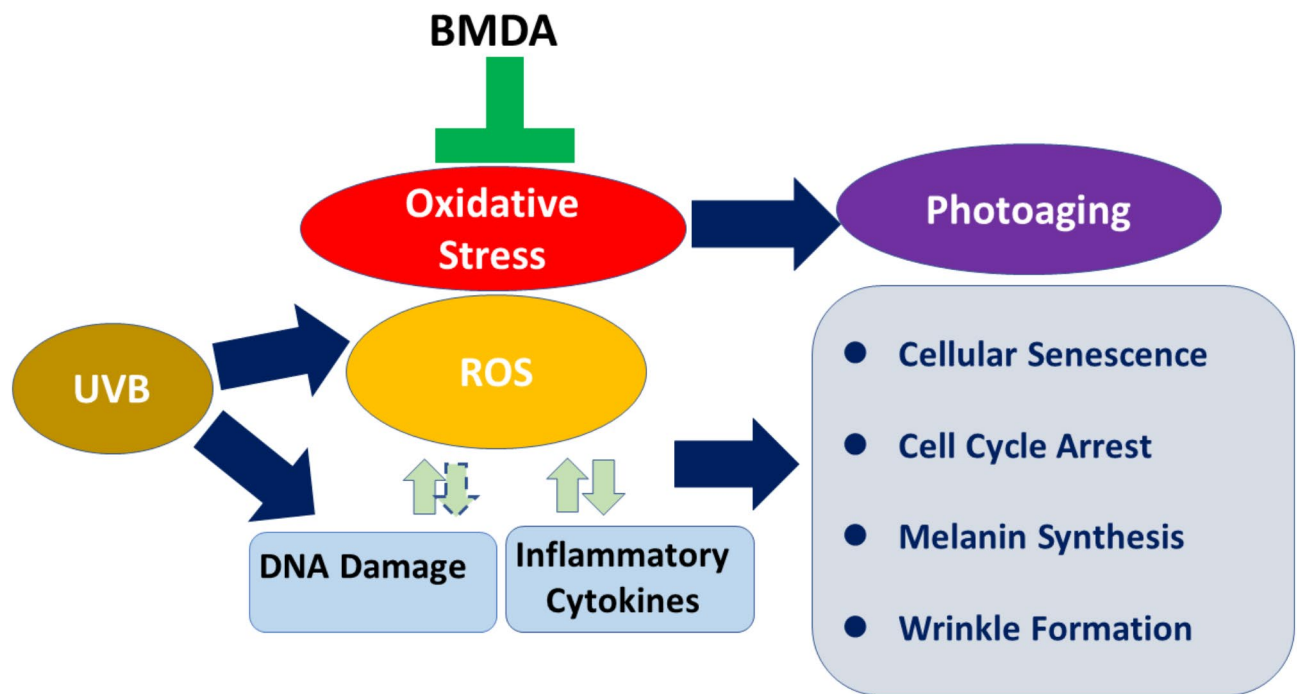 BMDA
Oxidative
Stress
Photoaging
UVB
ROS
DNA Damage
Inflammatory
Cytokines
Cellular Senescence
Cell Cycle Arrest
Melanin Synthesis
Wrinkle Formation